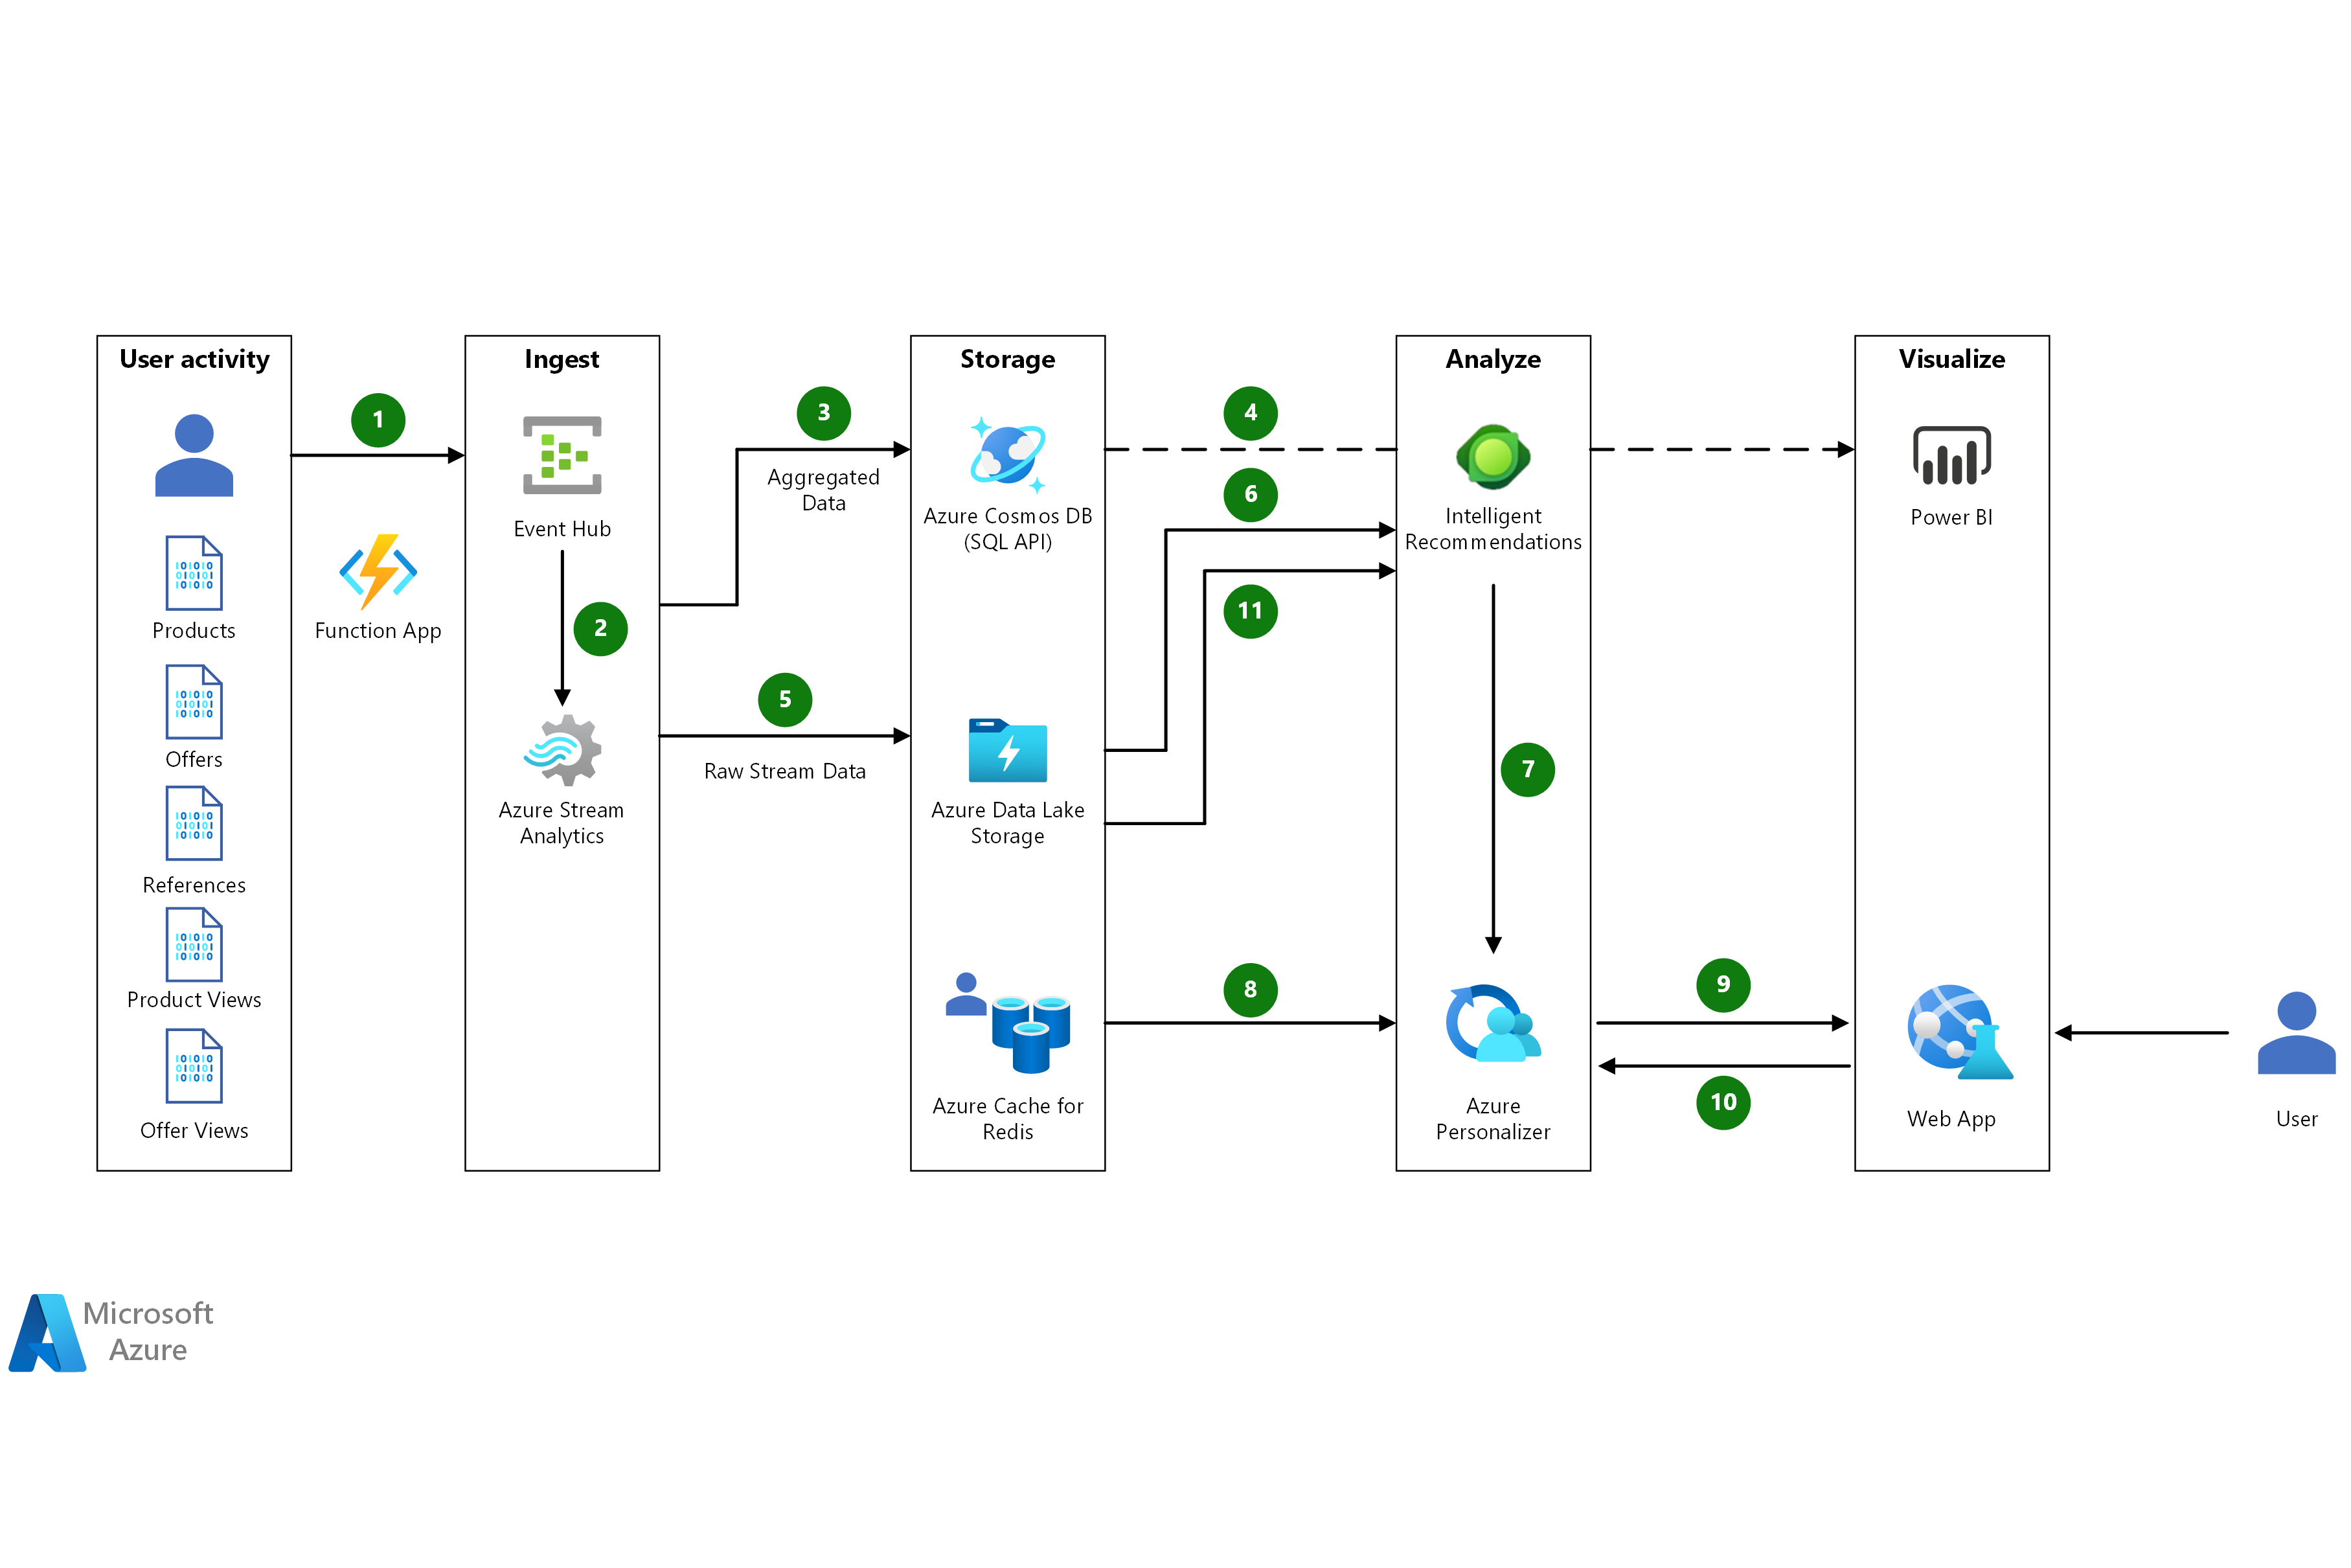 User activity
Products
Offers
References
Product Views
Offer Views
1
Function App
Ingest
Event Hub
2
Azure Stream
Analytics
3
Aggregated
Data
5
Raw Stream Data
Storage
Azure Cosmos DB
(SQL API)
Azure Data Lake
Storage
Azure Cache for
Redis
4
6
11
8
Analyze
Intelligent
Recommendations
7
Azure
Personalizer
9
10
Visualize
Power BI
Web App
User
Microsoft
Azure